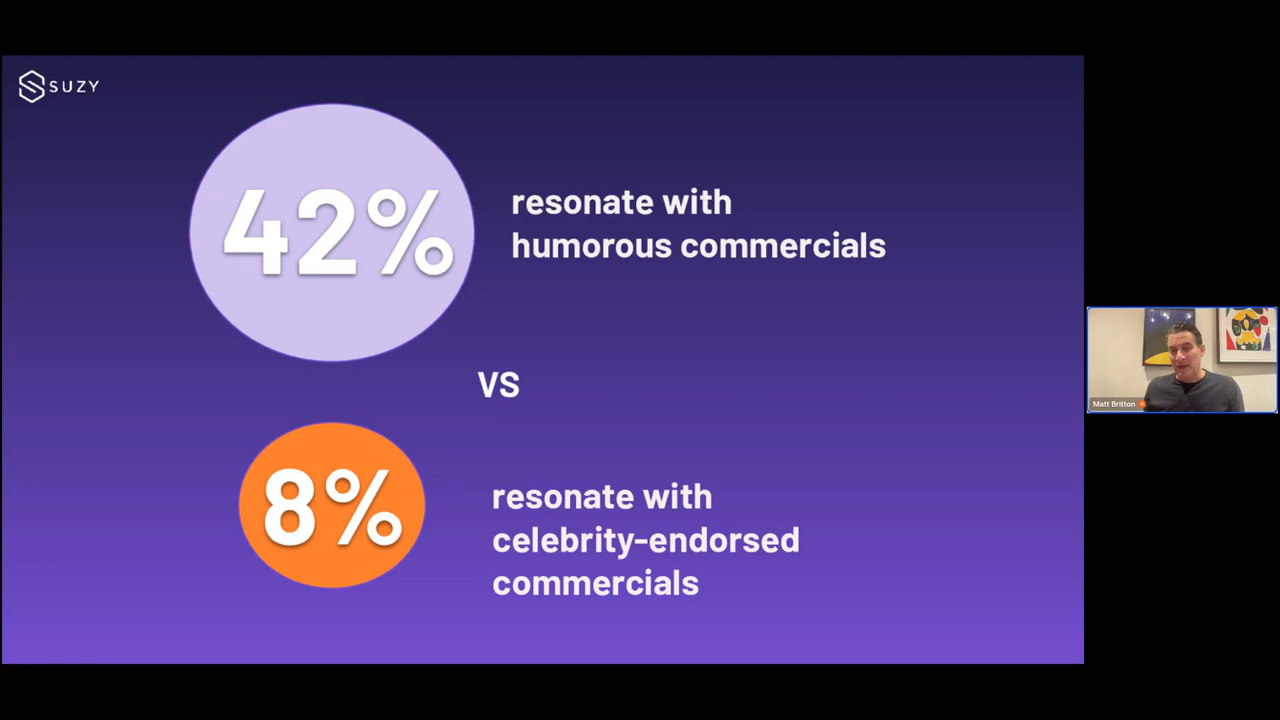 SUZY
42%
resonate with
humorous commercials
VS
8%
resonate with
celebrity-endorsed
commercials
Matt Britton